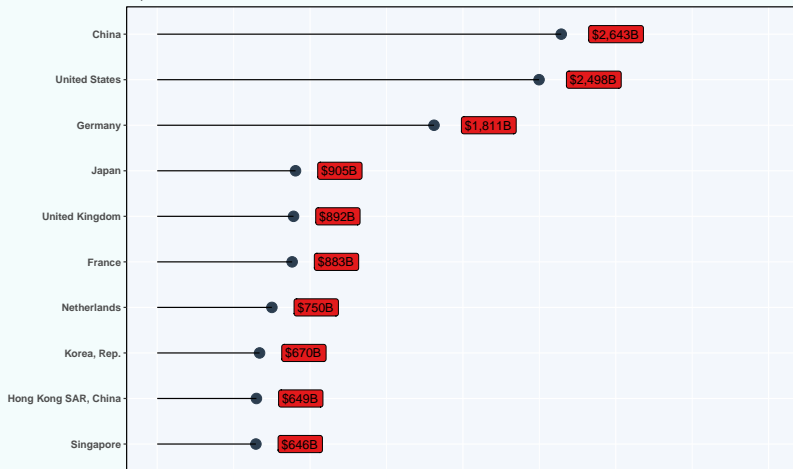 China $2,643B
United States $2,498B
Germany $1,811B
Japan $905B
United Kingdom $892B
France $883B
Netherlands $750B
Korea, Rep. $670B
Hong Kong SAR, China $649B
Singapore $646B